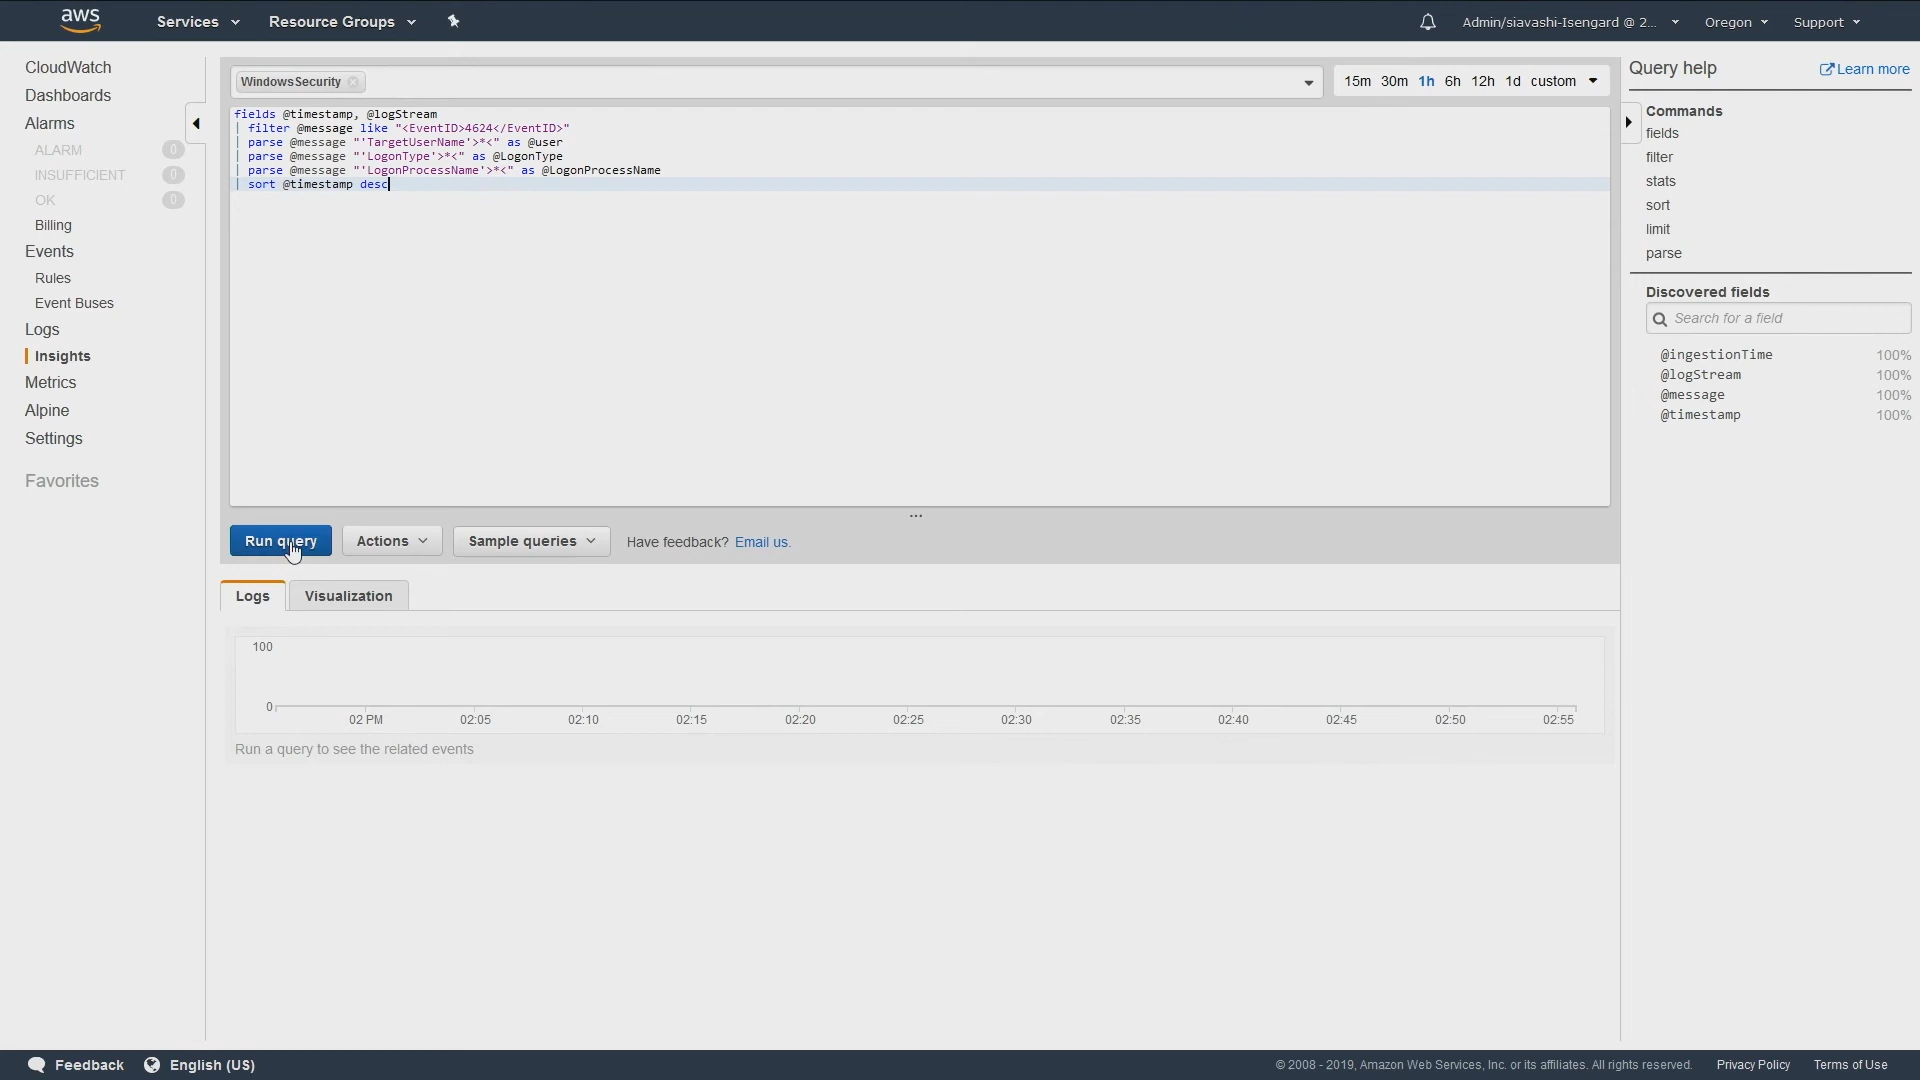 aws Services Resource Groups Admin/siavashi-Isengard @ 2... Oregon Support
CloudWatch
Dashboards
Alarms
ALARM 0
INSUFFICIENT 0
OK 0
Billing
Events
Rules
Event Buses
Logs
Insights
Metrics
Alpine
Settings
Favorites
WindowsSecurity
15m 30m 1h 6h 12h 1d custom
fields @timestamp, @logStream
| filter @message like "<EventID>4624</EventID>"
| parse @message "'TargetUserName'>*<" as @user
| parse @message "'LogonType'>*<" as @LogonType
| parse @message "'LogonProcessName'>*<" as @LogonProcessName
| sort @timestamp desc
...
Run query Actions Sample queries Have feedback? Email us.
Logs Visualization
100
0
02 PM 02:05 02:10 02:15 02:20 02:25 02:30 02:35 02:40 02:45 02:50 02:55
Run a query to see the related events
Query help Learn more
Commands
fields
filter
stats
sort
limit
parse
Discovered fields
Search for a field
@ingestionTime 100%
@logStream 100%
@message 100%
@timestamp 100%
Feedback English (US) © 2008 - 2019, Amazon Web Services, Inc. or its affiliates. All rights reserved. Privacy Policy Terms of Use